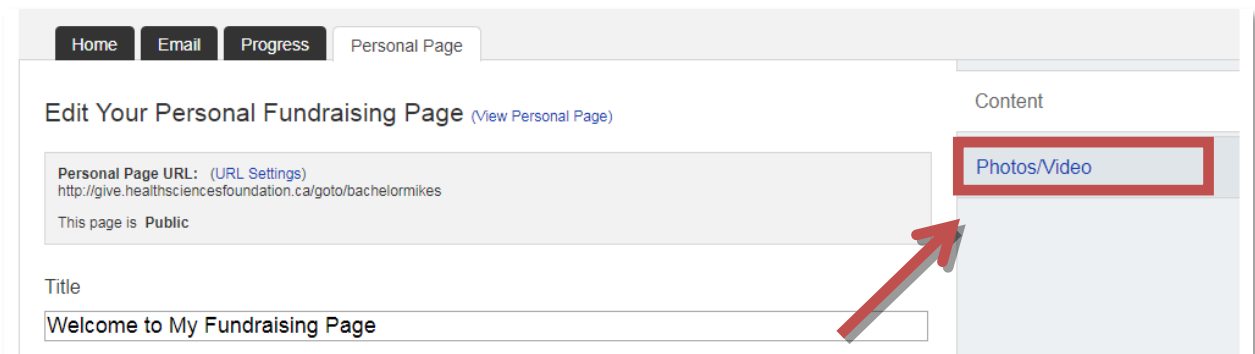 Home Email Progress Personal Page
Edit Your Personal Fundraising Page (View Personal Page)
Personal Page URL: (URL Settings)
http://give.healthsciencesfoundation.ca/goto/bachelormikes
This page is Public
Title
Welcome to My Fundraising Page
Content
Photos/Video